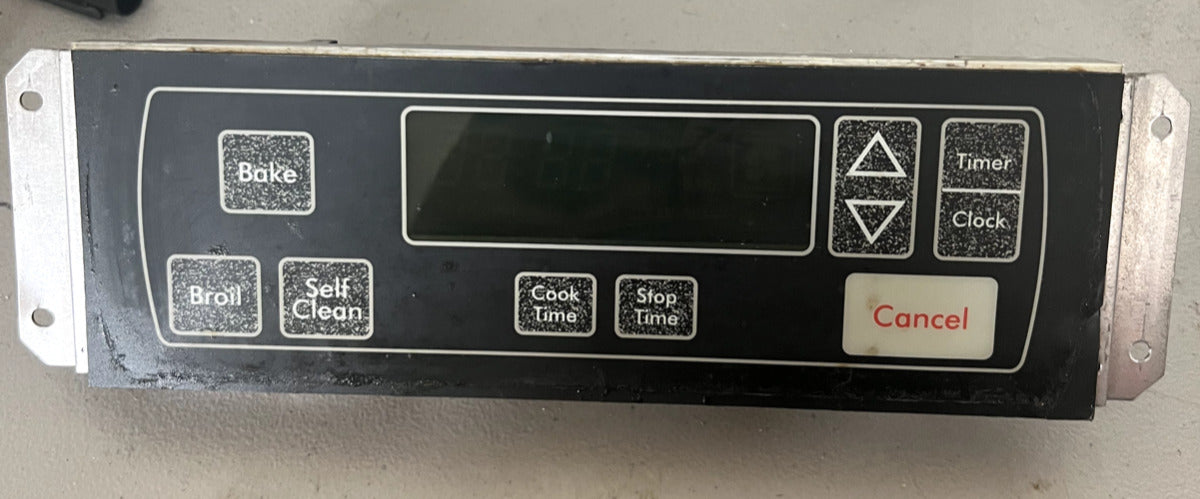 Bake
Timer
Clock
Broil
Self
Clean
Cook
Time
Stop
Time
Cancel